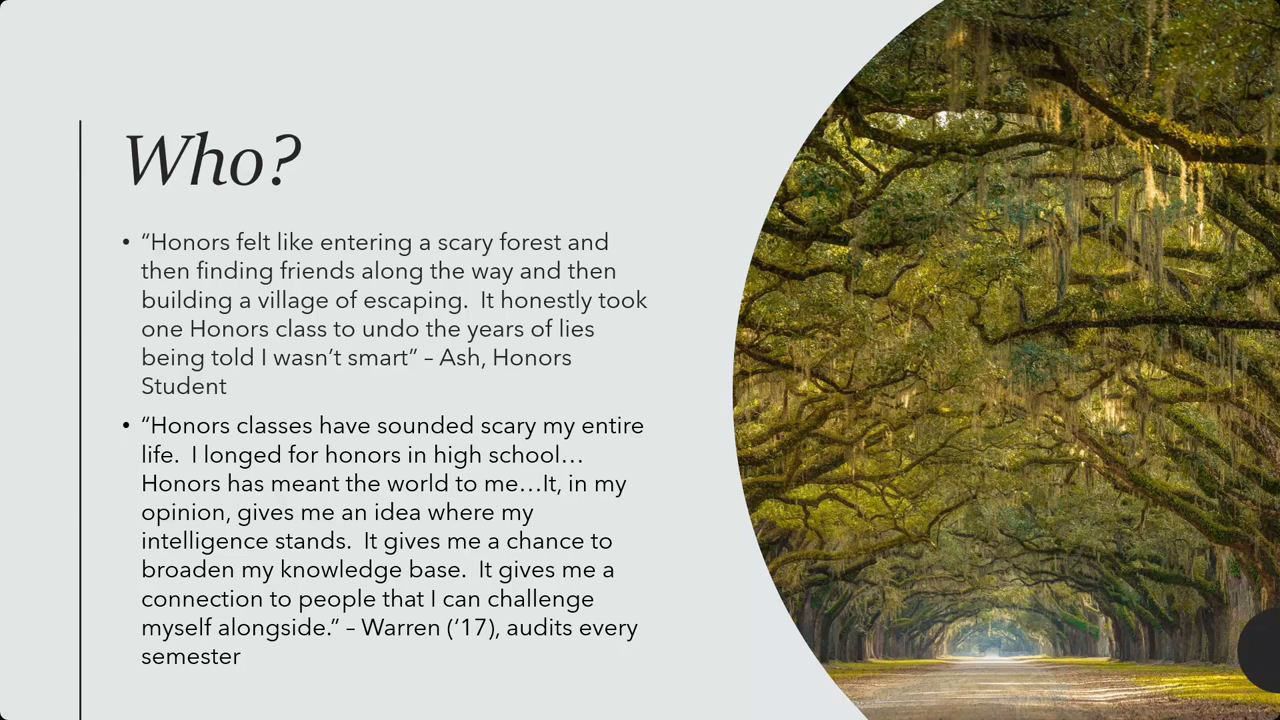 Who?
• “Honors felt like entering a scary forest and
then finding friends along the way and then
building a village of escaping.  It honestly took
one Honors class to undo the years of lies
being told I wasn’t smart” – Ash, Honors
Student
• “Honors classes have sounded scary my entire
life.  I longed for honors in high school…
Honors has meant the world to me…It, in my
opinion, gives me an idea where my
intelligence stands.  It gives me a chance to
broaden my knowledge base.  It gives me a
connection to people that I can challenge
myself alongside.” – Warren (‘17), audits every
semester